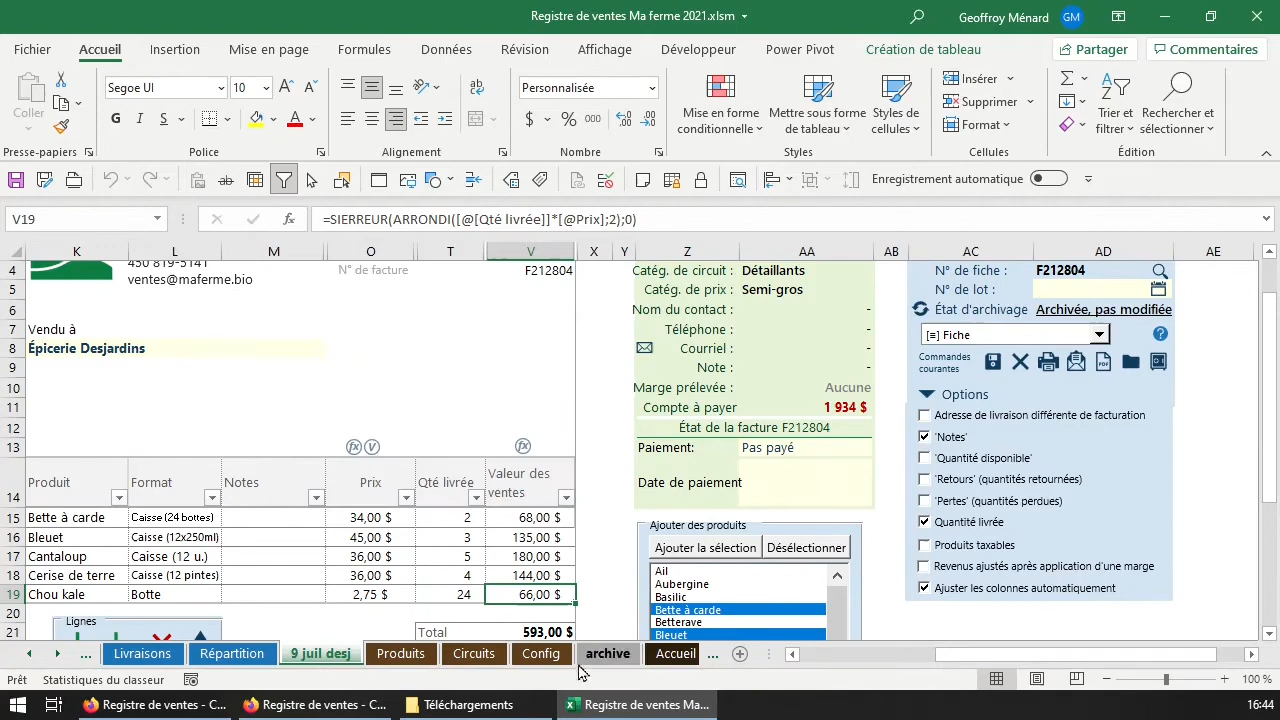 Registre de ventes Ma ferme 2021.xlsm
Geoffroy Ménard GM
Fichier Accueil Insertion Mise en page Formules Données Révision Affichage Développeur Power Pivot Création de tableau Partager Commentaires
Coller
Segoe UI 10
G I S
Personnalisée
$ % 000
Mise en forme conditionnelle
Mettre sous forme de tableau
Styles de cellules
Insérer
Supprimer
Format
Trier et filtrer
Rechercher et sélectionner
Presse-papiers Police Alignement Nombre Styles Cellules Édition
Enregistrement automatique
V19 fx =SIERREUR(ARRONDI([@[Qté livrée]]*[@Prix];2);0)
K L M O T V X Y Z AA AB AC AD AE
4 450 819-5141 N° de facture F212804 Catég. de circuit : Détaillants N° de fiche : F212804
ventes@maferme.bio
5 Catég. de prix : Semi-gros N° de lot :
6 Nom du contact : - État d'archivage Archivée, pas modifiée
7 Vendu à Téléphone : - [≡] Fiche
8 Épicerie Desjardins Courriel : -
9 Note : - Commandes courantes
10 Marge prélevée : Aucune
11 Compte à payer 1 934 $ Options
12 État de la facture F212804 Adresse de livraison différente de facturation
13 fx V fx Paiement: Pas payé 'Notes'
'Quantité disponible'
14 Produit Format Notes Prix Qté livrée Valeur des ventes Date de paiement 'Retours' (quantités retournées)
'Pertes' (quantités perdues)
15 Bette à carde Caisse (24 bottes) 34,00 $ 2 68,00 $ Ajouter des produits Quantité livrée
16 Bleuet Caisse (12x250ml) 45,00 $ 3 135,00 $ Ajouter la sélection Désélectionner Produits taxables
17 Cantaloup Caisse (12 u.) 36,00 $ 5 180,00 $ Ail Revenus ajustés après application d'une marge
18 Cerise de terre Caisse (12 pintes) 36,00 $ 4 144,00 $ Aubergine Ajuster les colonnes automatiquement
19 Chou kale Botte 2,75 $ 24 66,00 $ Basilic
Bette à carde
20 Lignes Betterave
21 Total 593,00 $ Bleuet
... Livraisons Répartition 9 juil desj Produits Circuits Config archive Accueil ...
Prêt Statistiques du classeur 100 %
Registre de ventes - C... Registre de ventes - C... Téléchargements Registre de ventes Ma... 16:44